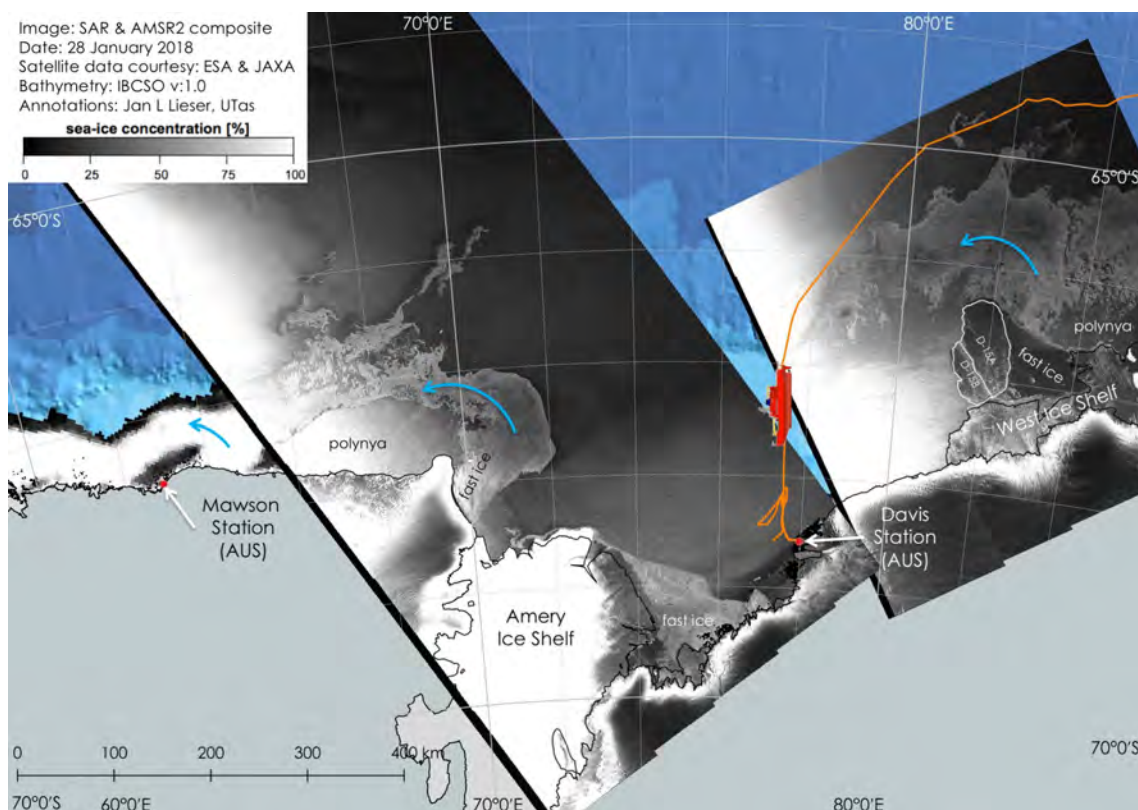 Image: SAR & AMSR2 composite
Date: 28 January 2018
Satellite data courtesy: ESA & JAXA
Bathymetry: IBCSO v:1.0
Annotations: Jan L Lieser, UTas
sea-ice concentration [%]
0 25 50 75 100
70°0'E
80°0'E
65°0'S
65°0'S
polynya
D-15A
D-15B
fast ice
West Ice Shelf
polynya
fast ice
Mawson
Station
(AUS)
Davis
Station
(AUS)
Amery
Ice Shelf
fast ice
0 100 200 300 400 km
70°0'S
70°0'S
60°0'E
70°0'E
80°0'E